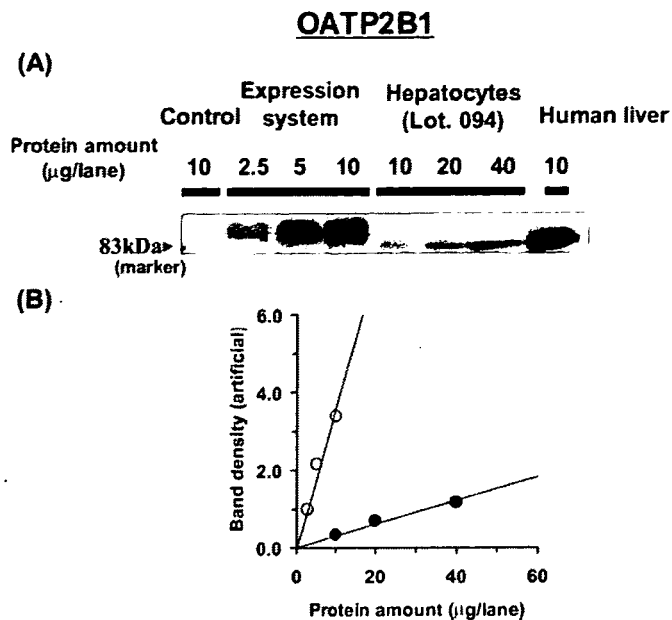 OATP2B1
(A)
Control Expression system Hepatocytes (Lot. 094) Human liver
Protein amount (µg/lane) 10 2.5 5 10 10 20 40 10
83kDa
(marker)
(B)
6.0
4.0
2.0
0.0
Band density (artificial)
0 20 40 60
Protein amount (µg/lane)